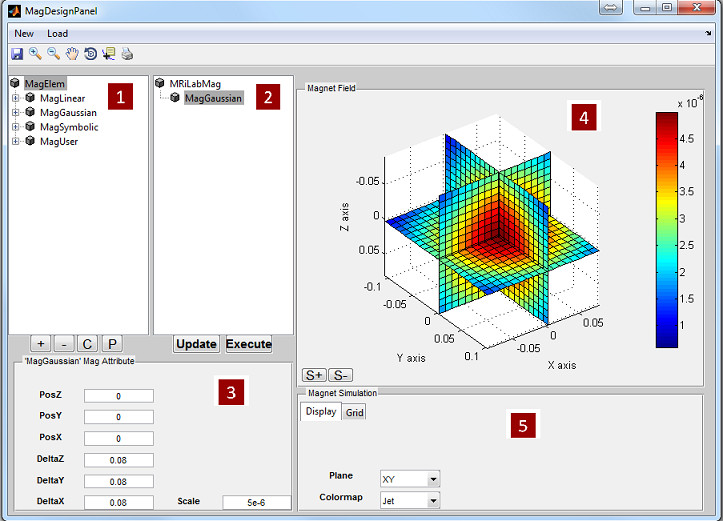 MagDesignPanel
New Load
MagElem
MagLinear
MagGaussian
MagSymbolic
MagUser
1
MRiLabMag
MagGaussian
2
+ - C P
Update Execute
'MagGaussian' Mag Attribute
3
PosZ 0
PosY 0
PosX 0
DeltaZ 0.08
DeltaY 0.08
DeltaX 0.08 Scale 5e-6
Magnet Field
4
x 10^-6
4.5
4
3.5
3
2.5
2
1.5
1
Z axis
-0.05
0
0.05
-0.1
-0.05
0
0.1
Y axis
-0.05
0
0.05
X axis
S+ S-
Magnet Simulation
Display Grid
5
Plane XY
Colormap Jet